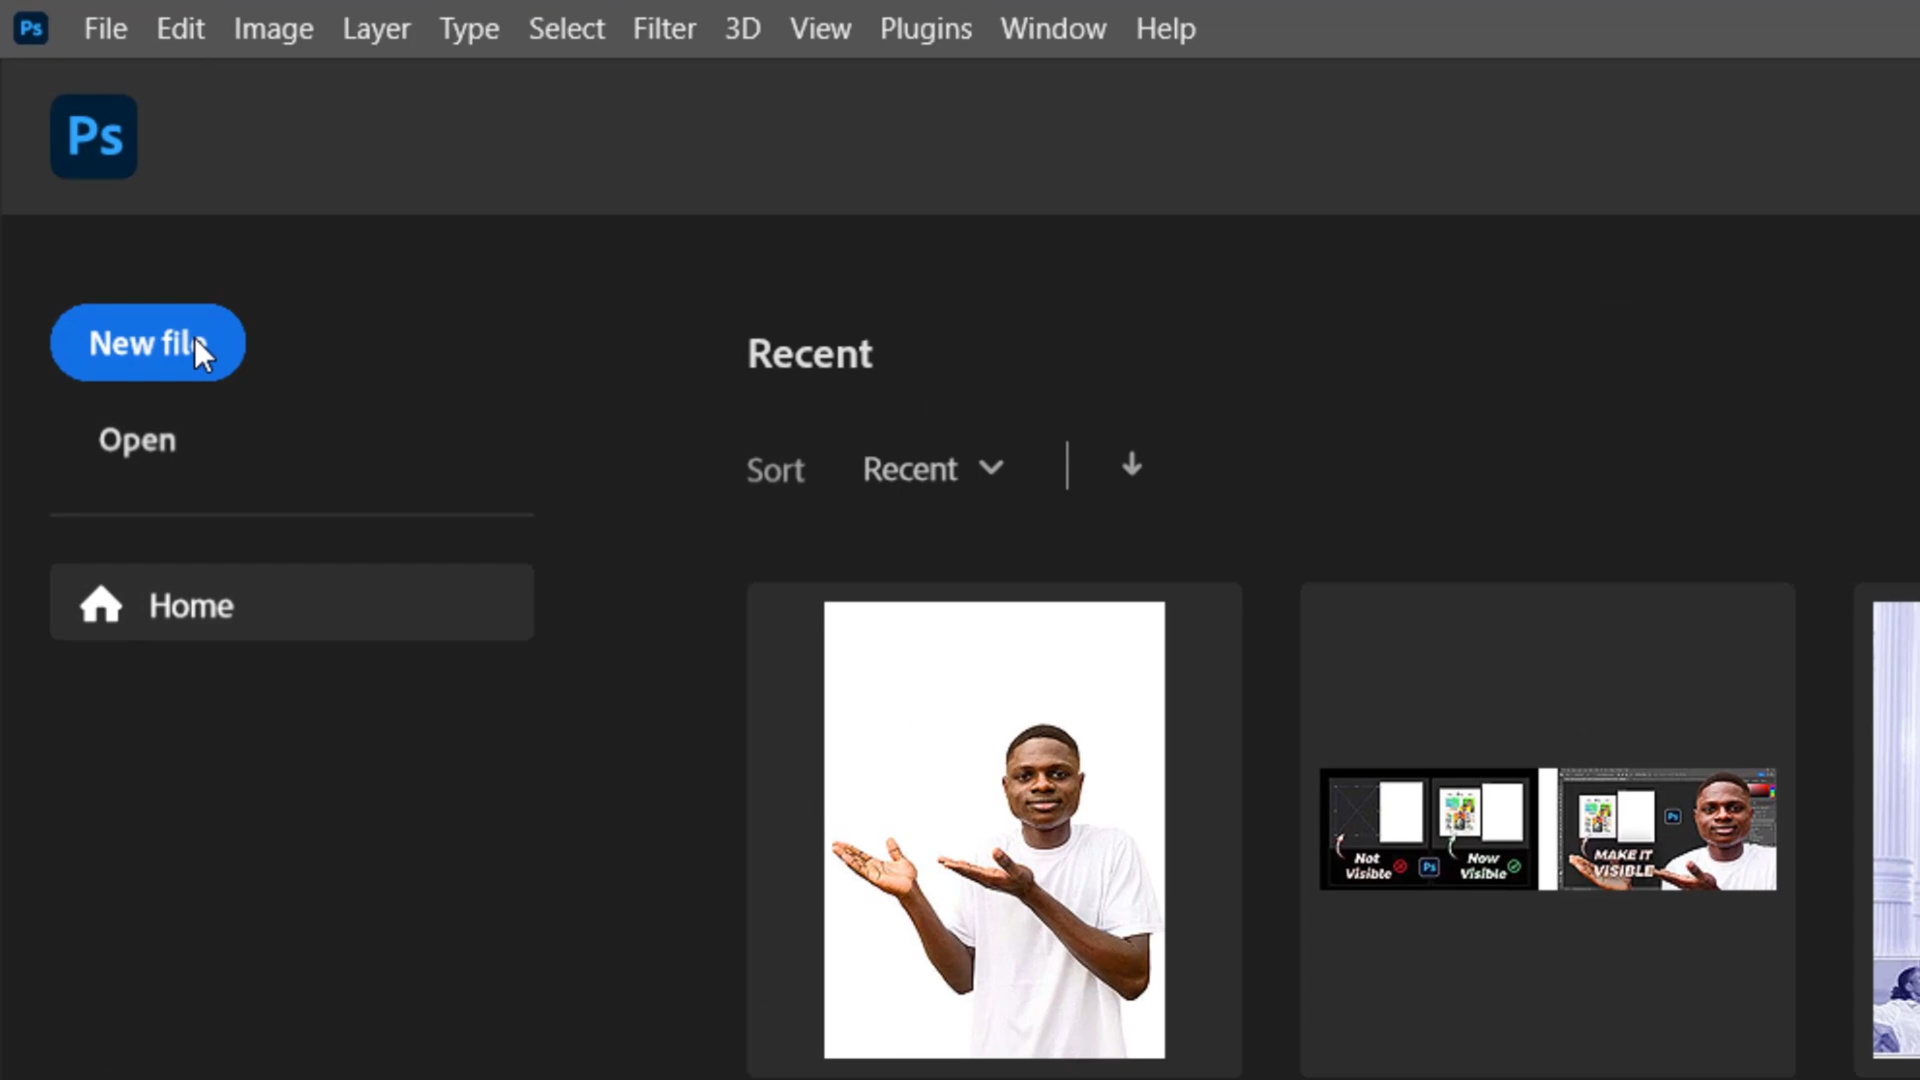 Ps File Edit Image Layer Type Select Filter 3D View Plugins Window Help
Ps
New file
Open
Home
Recent
Sort Recent
Not Visible
Ps
Now Visible
Ps
MAKE IT
VISIBLE